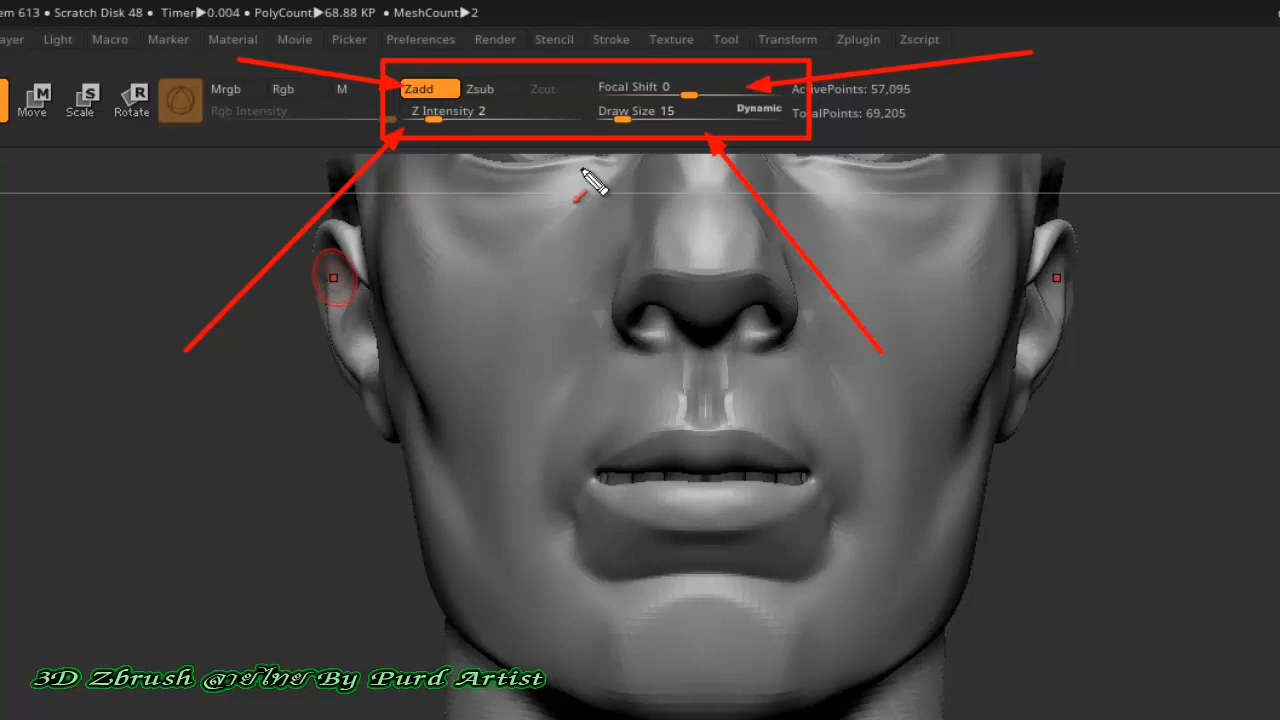 em 613 ● Scratch Disk 48 ● Timer▶0.004 ● PolyCount▶68.88 KP ● MeshCount▶2
ayer Light Macro Marker Material Movie Picker Preferences Render Stencil Stroke Texture Tool Transform Zplugin Zscript
M S R Mrgb Rgb M Zadd Zsub Zcut Focal Shift 0 ActivePoints: 57,095
Move Scale Rotate Rgb Intensity Z Intensity 2 Draw Size 15 Dynamic TotalPoints: 69,205
3D Zbrush ลายไทย By Purd Artist